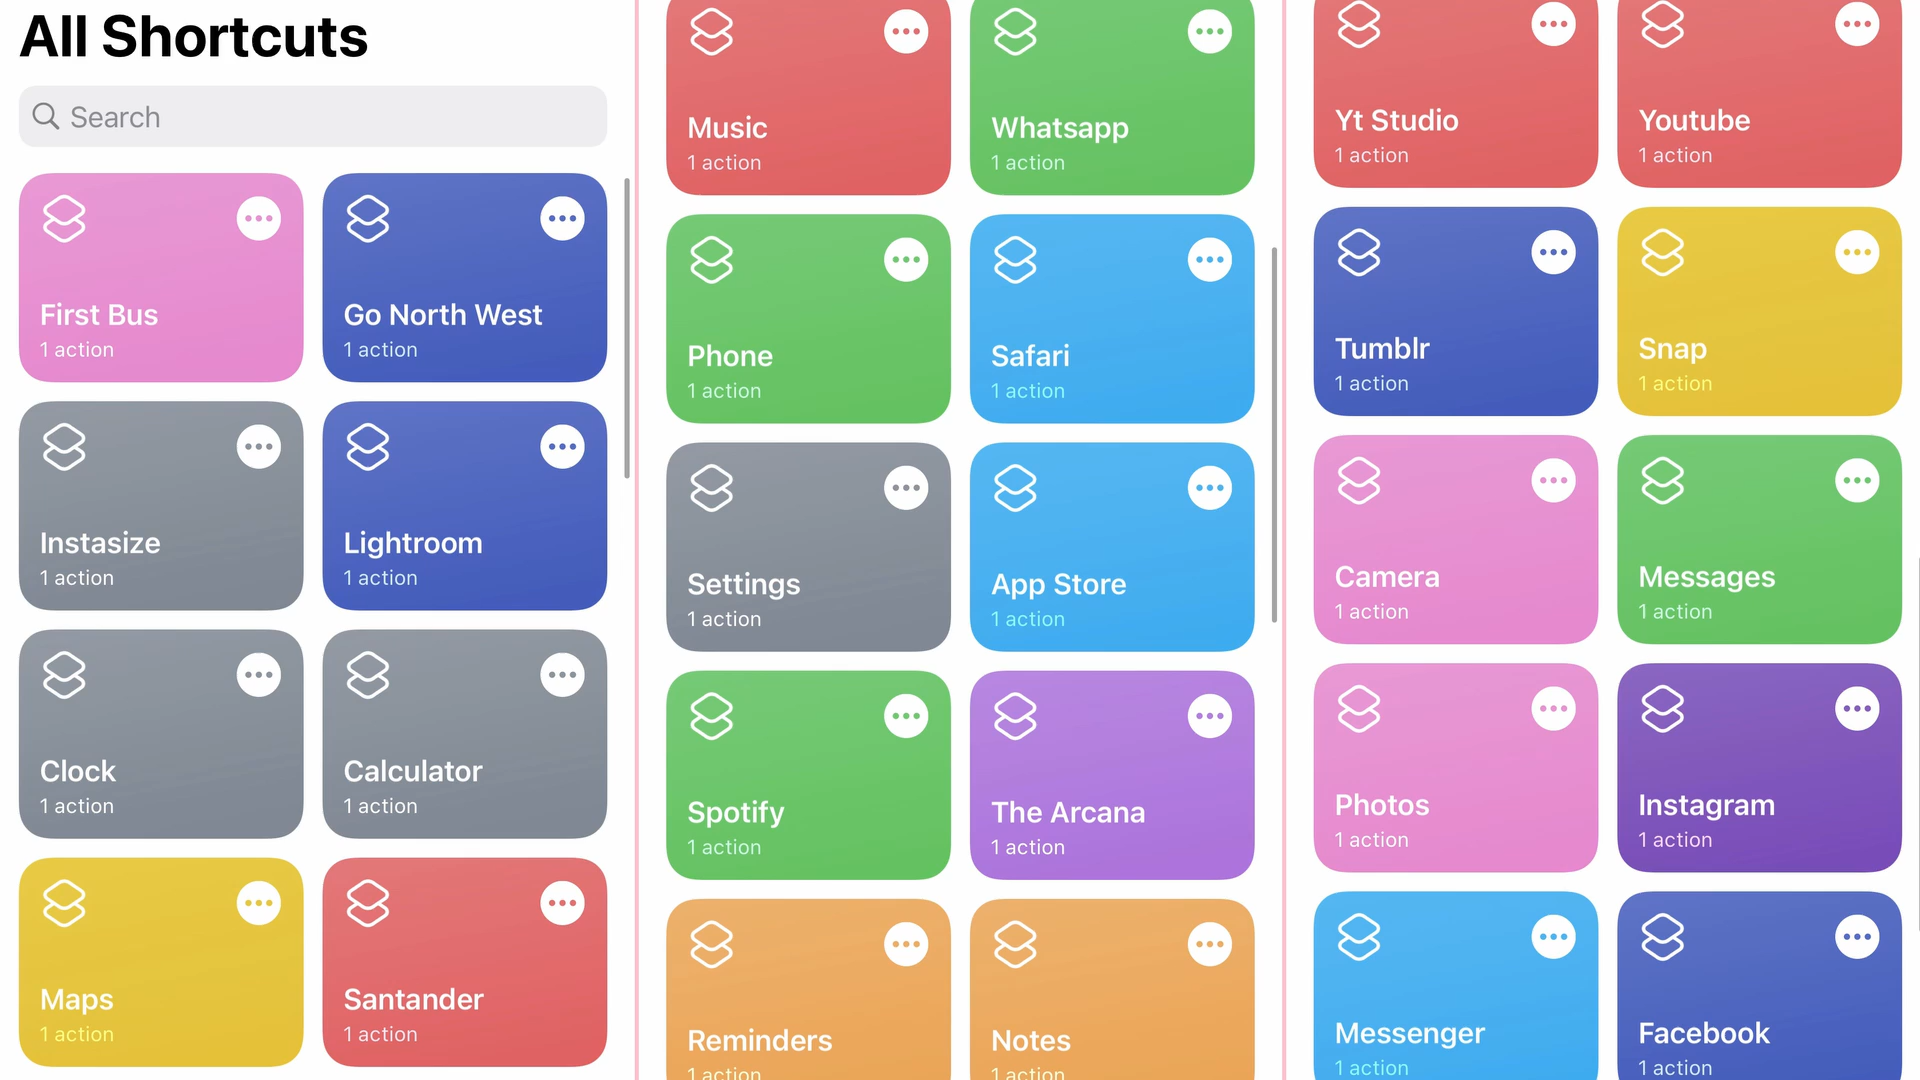 All Shortcuts
Search
First Bus
1 action
Go North West
1 action
Instasize
1 action
Lightroom
1 action
Clock
1 action
Calculator
1 action
Maps
1 action
Santander
1 action
Music
1 action
Whatsapp
1 action
Phone
1 action
Safari
1 action
Settings
1 action
App Store
1 action
Spotify
1 action
The Arcana
1 action
Reminders
1 action
Notes
1 action
Yt Studio
1 action
Youtube
1 action
Tumblr
1 action
Snap
1 action
Camera
1 action
Messages
1 action
Photos
1 action
Instagram
1 action
Messenger
1 action
Facebook
1 action